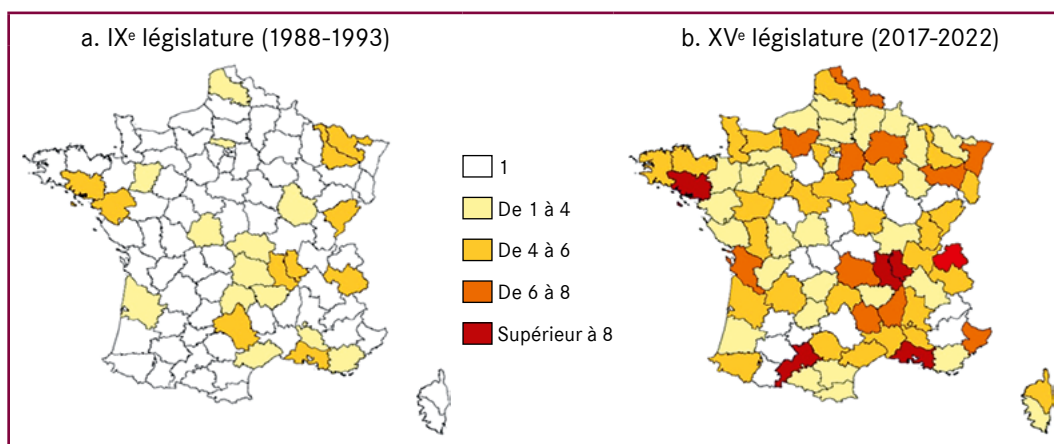 a. IXᵉ législature (1988-1993)
b. XVᵉ législature (2017-2022)
1
De 1 à 4
De 4 à 6
De 6 à 8
Supérieur à 8